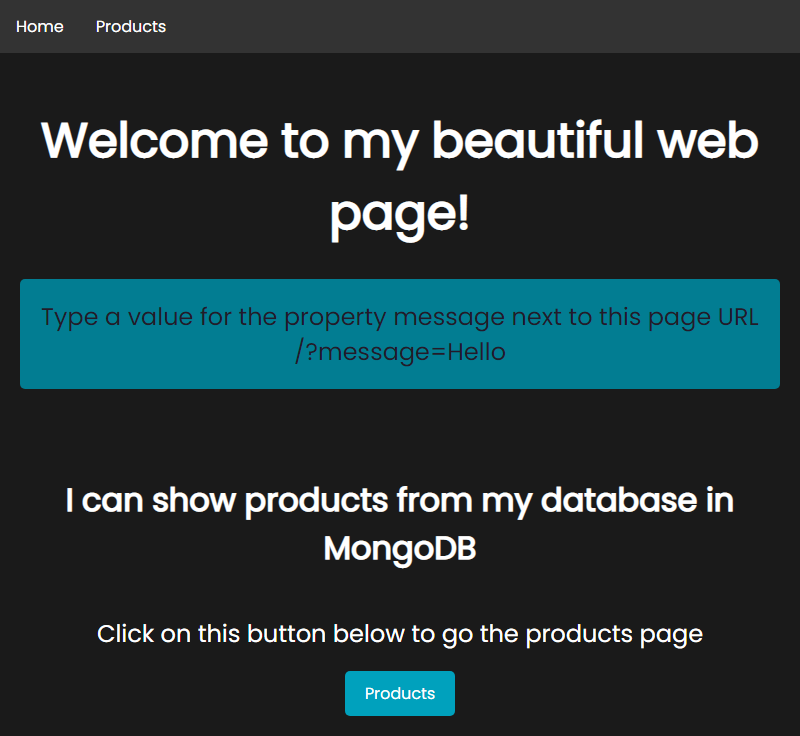 Home Products
Welcome to my beautiful web
page!
Type a value for the property message next to this page URL
/?message=Hello
I can show products from my database in
MongoDB
Click on this button below to go the products page
Products